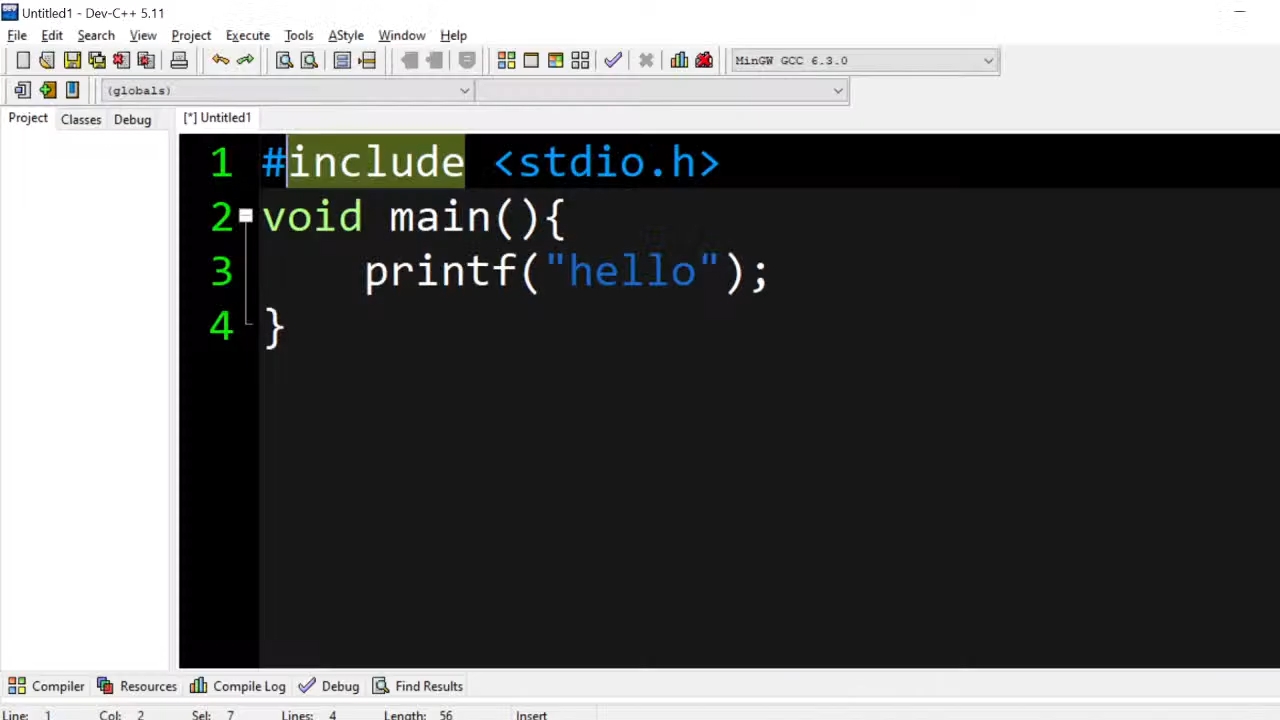 Untitled1 - Dev-C++ 5.11
File Edit Search View Project Execute Tools AStyle Window Help
MinGW GCC 6.3.0
(globals)
Project Classes Debug [*] Untitled1
1 #include <stdio.h>
2 void main(){
3 printf("hello");
4 }
Compiler Resources Compile Log Debug Find Results
Line: 1 Col: 2 Sel: 7 Lines: 4 Length: 56 Insert